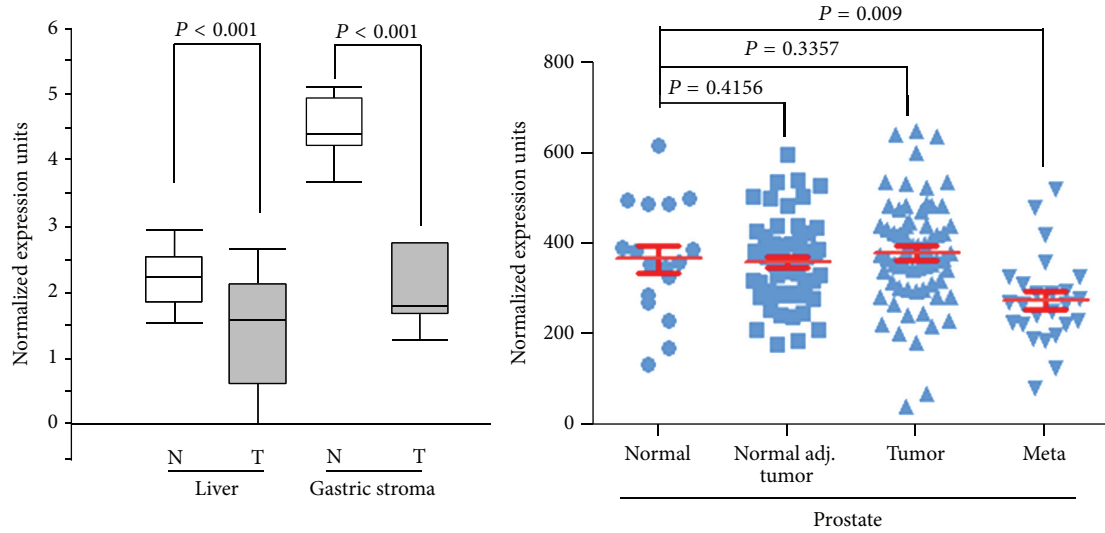 Normalized expression units
6
5
4
3
2
1
0
P < 0.001
P < 0.001
N
T
N
T
Liver
Gastric stroma
Normalized expression units
800
600
400
200
0
P = 0.009
P = 0.3357
P = 0.4156
Normal
Normal adj.
tumor
Tumor
Meta
Prostate